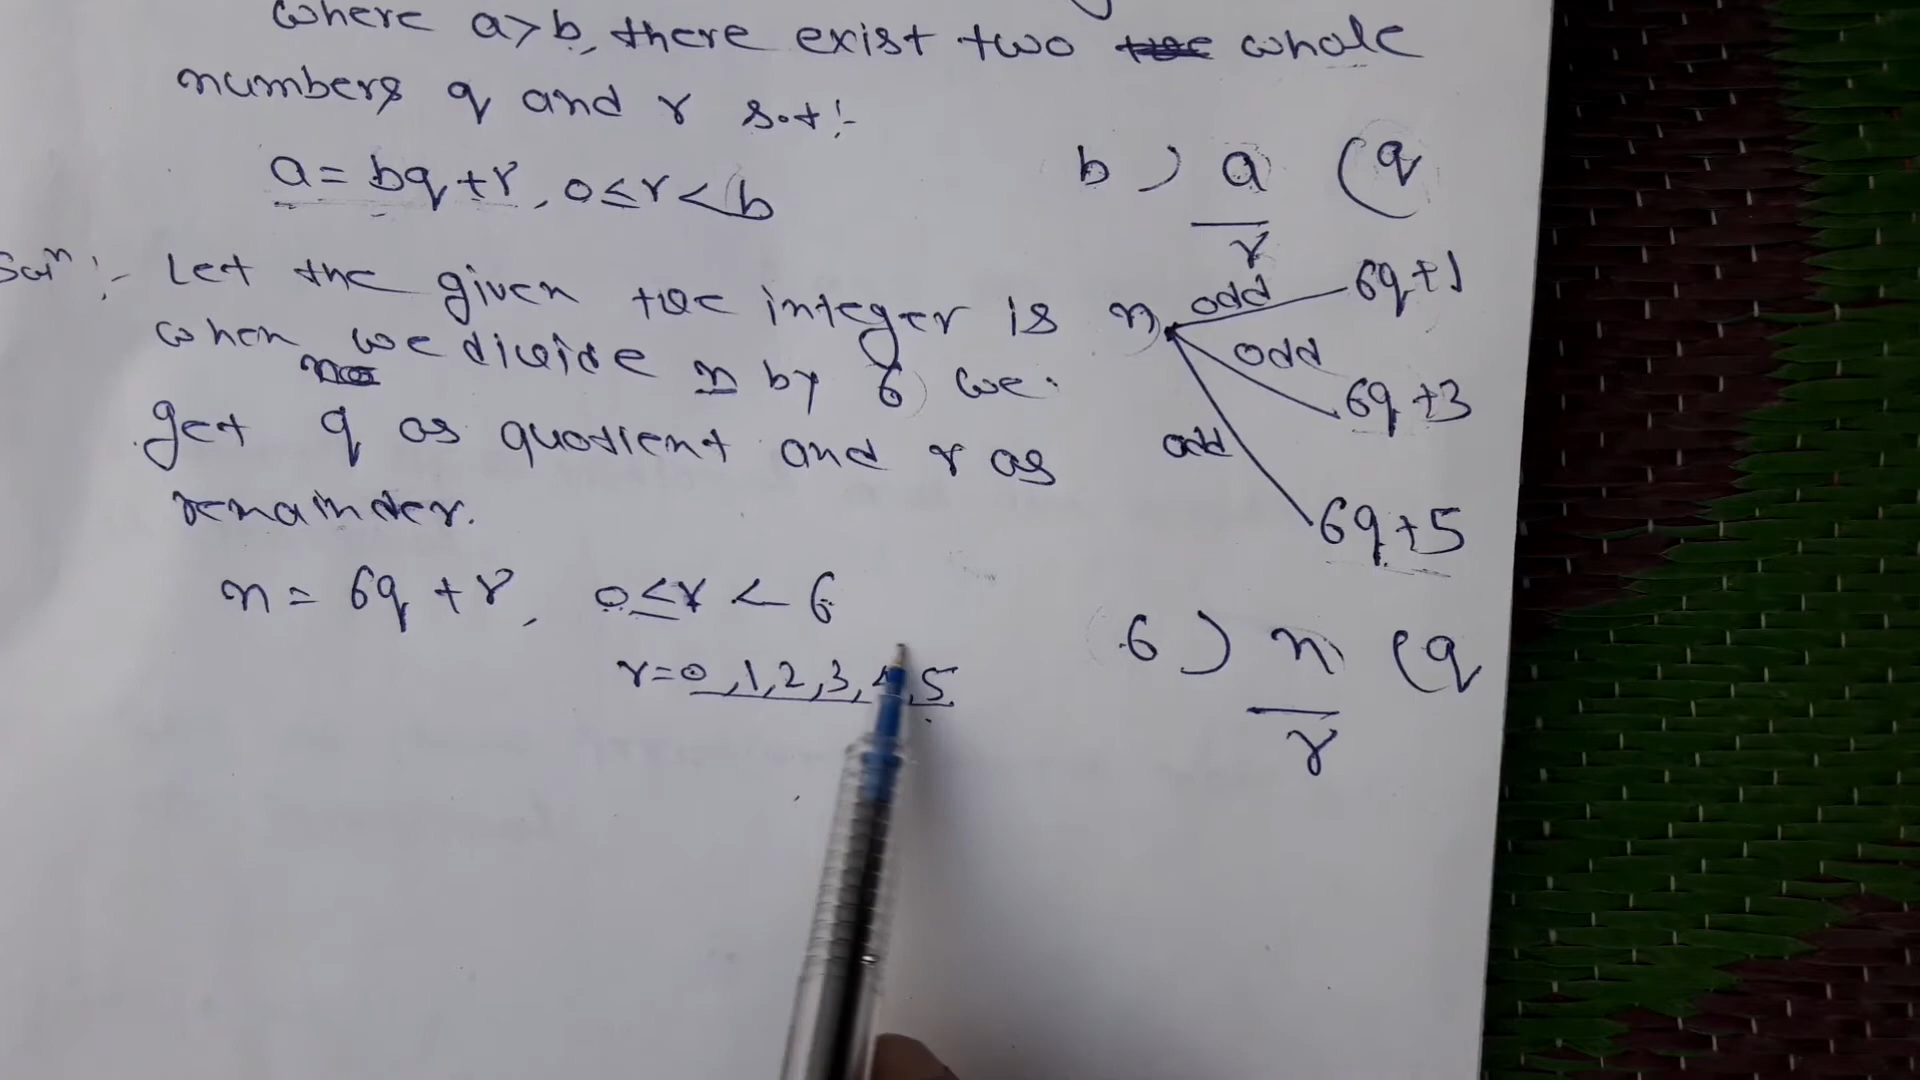 where a>b, there exist two whole
numbers q and r s.t:-
a = bq + r, 0 ≤ r < b
b ) a ( q
r
Sol^n :- Let the given +ve integer is n,
when we divide n by 6, we
get q as quotient and r as
remainder.
odd 6q+1
odd 6q+3
odd 6q+5
n = 6q + r, 0 ≤ r < 6
r = 0, 1, 2, 3, 4, 5.
6 ) n ( q
r